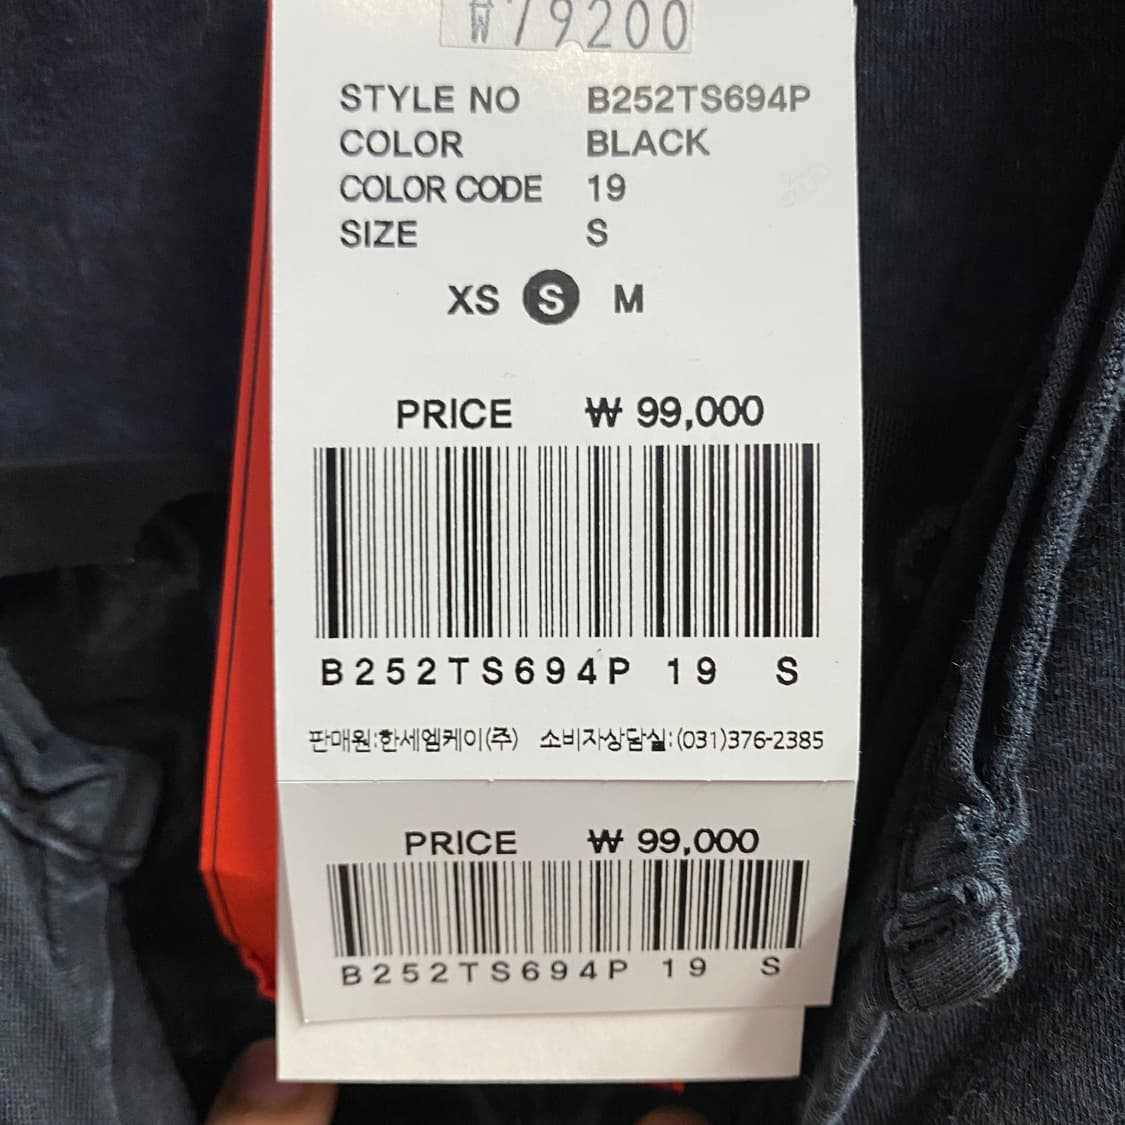 ₩79200
STYLE NO B252TS694P
COLOR BLACK
COLOR CODE 19
SIZE S
XS S M
PRICE ₩ 99,000
B252TS694P 19 S
판매원:한세엠케이(주) 소비자상담실:(031)376-2385
PRICE ₩ 99,000
B252TS694P 19 S